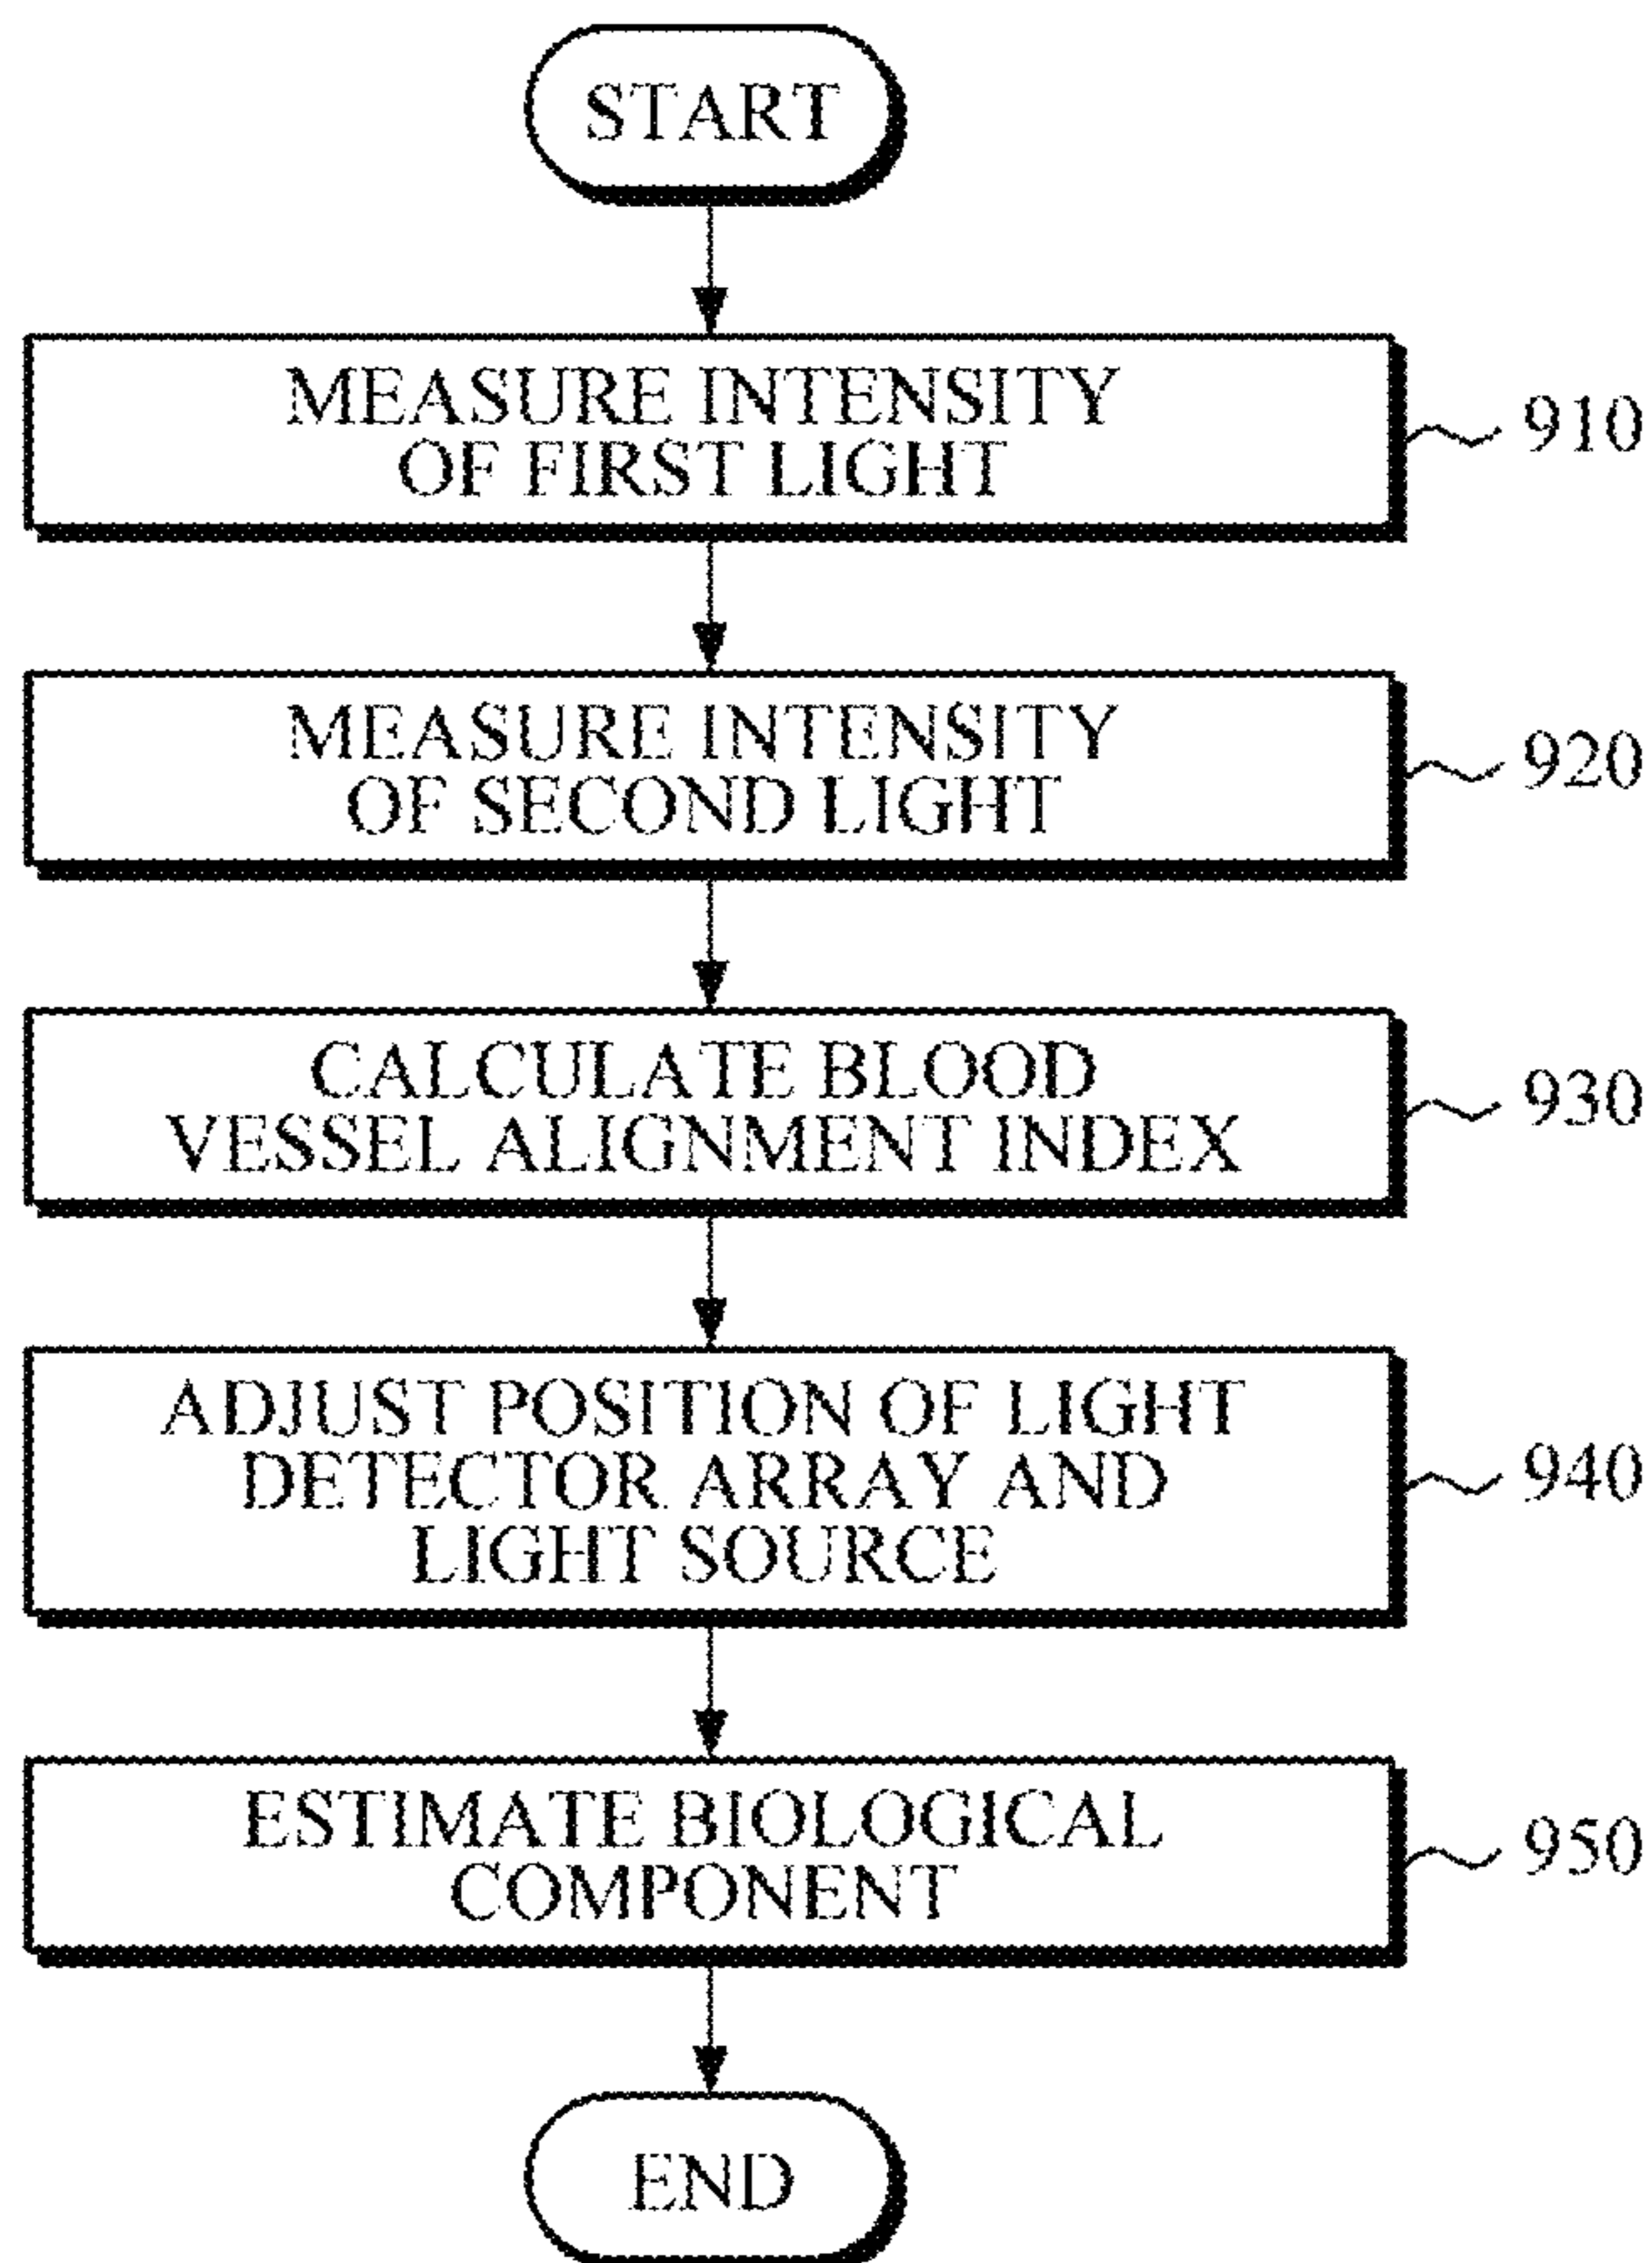 START
MEASURE INTENSITY
OF FIRST LIGHT
910
MEASURE INTENSITY
OF SECOND LIGHT
920
CALCULATE BLOOD
VESSEL ALIGNMENT INDEX
930
ADJUST POSITION OF LIGHT
DETECTOR ARRAY AND
LIGHT SOURCE
940
ESTIMATE BIOLOGICAL
COMPONENT
950
END